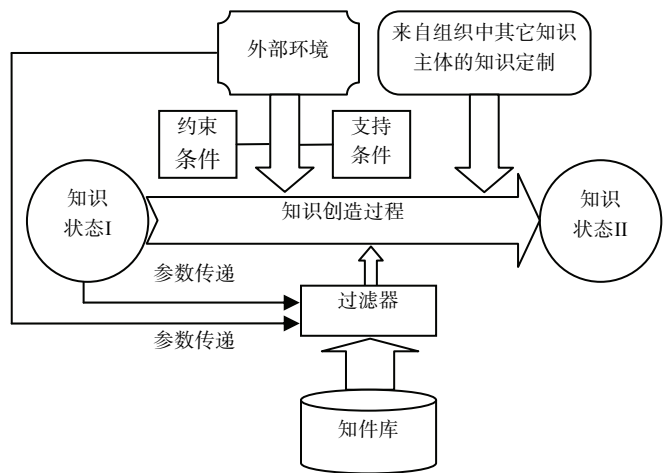 外部环境
来自组织中其它知识
主体的知识定制
约束
条件
支持
条件
知识
状态I
知识创造过程
知识
状态II
参数传递
过滤器
参数传递
知件库